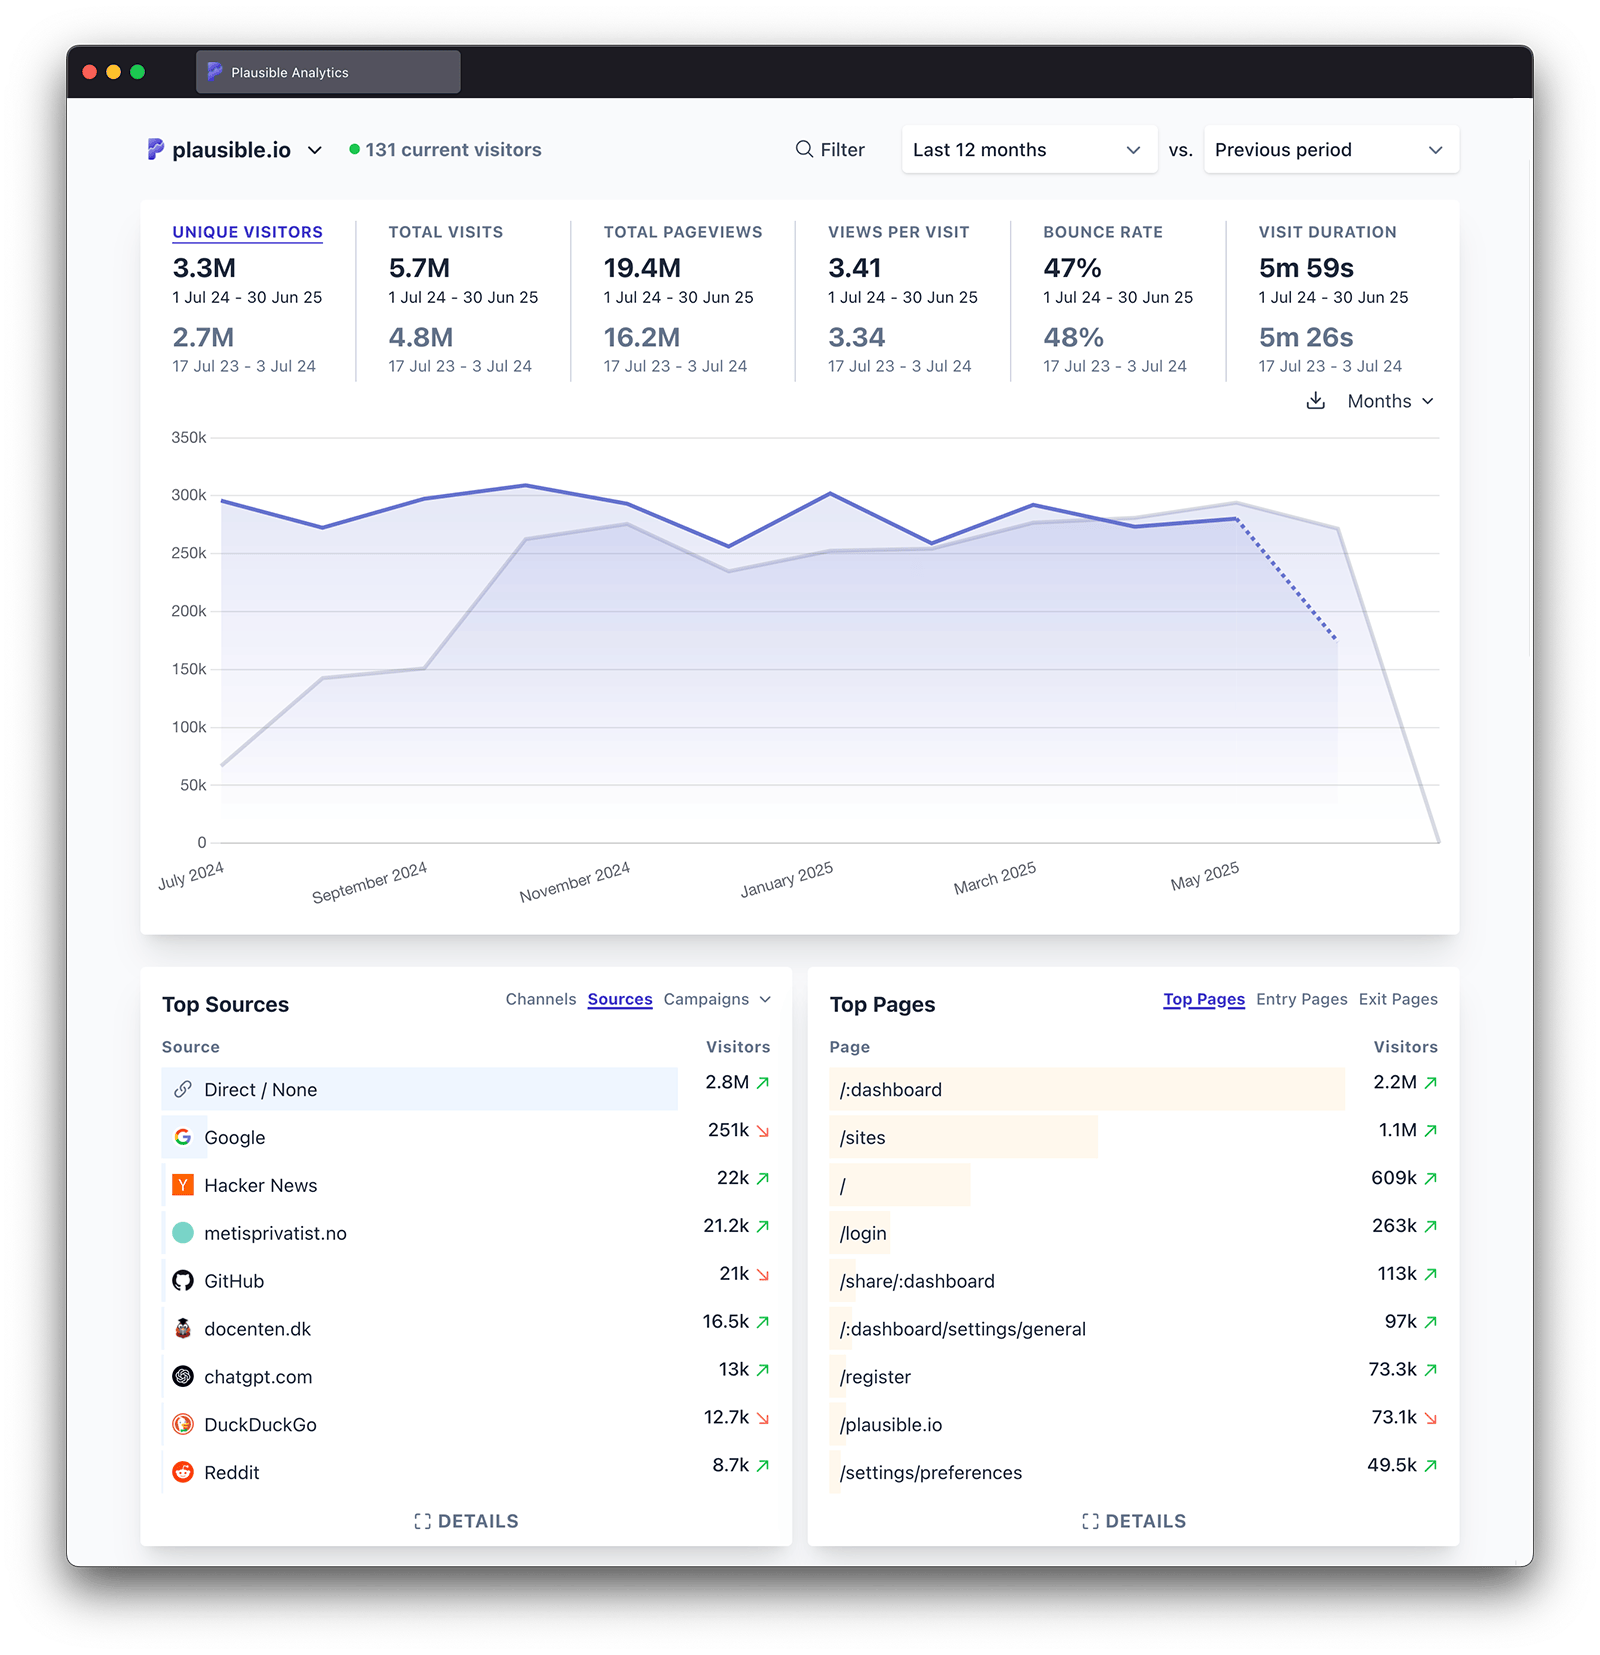 Plausible Analytics
plausible.io 131 current visitors Filter Last 12 months vs. Previous period
UNIQUE VISITORS TOTAL VISITS TOTAL PAGEVIEWS VIEWS PER VISIT BOUNCE RATE VISIT DURATION
3.3M 5.7M 19.4M 3.41 47% 5m 59s
1 Jul 24 - 30 Jun 25 1 Jul 24 - 30 Jun 25 1 Jul 24 - 30 Jun 25 1 Jul 24 - 30 Jun 25 1 Jul 24 - 30 Jun 25 1 Jul 24 - 30 Jun 25
2.7M 4.8M 16.2M 3.34 48% 5m 26s
17 Jul 23 - 3 Jul 24 17 Jul 23 - 3 Jul 24 17 Jul 23 - 3 Jul 24 17 Jul 23 - 3 Jul 24 17 Jul 23 - 3 Jul 24 17 Jul 23 - 3 Jul 24
Months
350k
300k
250k
200k
150k
100k
50k
0
July 2024 September 2024 November 2024 January 2025 March 2025 May 2025
Top Sources Channels Sources Campaigns
Source Visitors
Direct / None 2.8M
Google 251k
Y Hacker News 22k
metisprivatist.no 21.2k
GitHub 21k
docenten.dk 16.5k
chatgpt.com 13k
DuckDuckGo 12.7k
Reddit 8.7k
DETAILS
Top Pages Top Pages Entry Pages Exit Pages
Page Visitors
/:dashboard 2.2M
/sites 1.1M
/ 609k
/login 263k
/share/:dashboard 113k
/:dashboard/settings/general 97k
/register 73.3k
/plausible.io 73.1k
/settings/preferences 49.5k
DETAILS